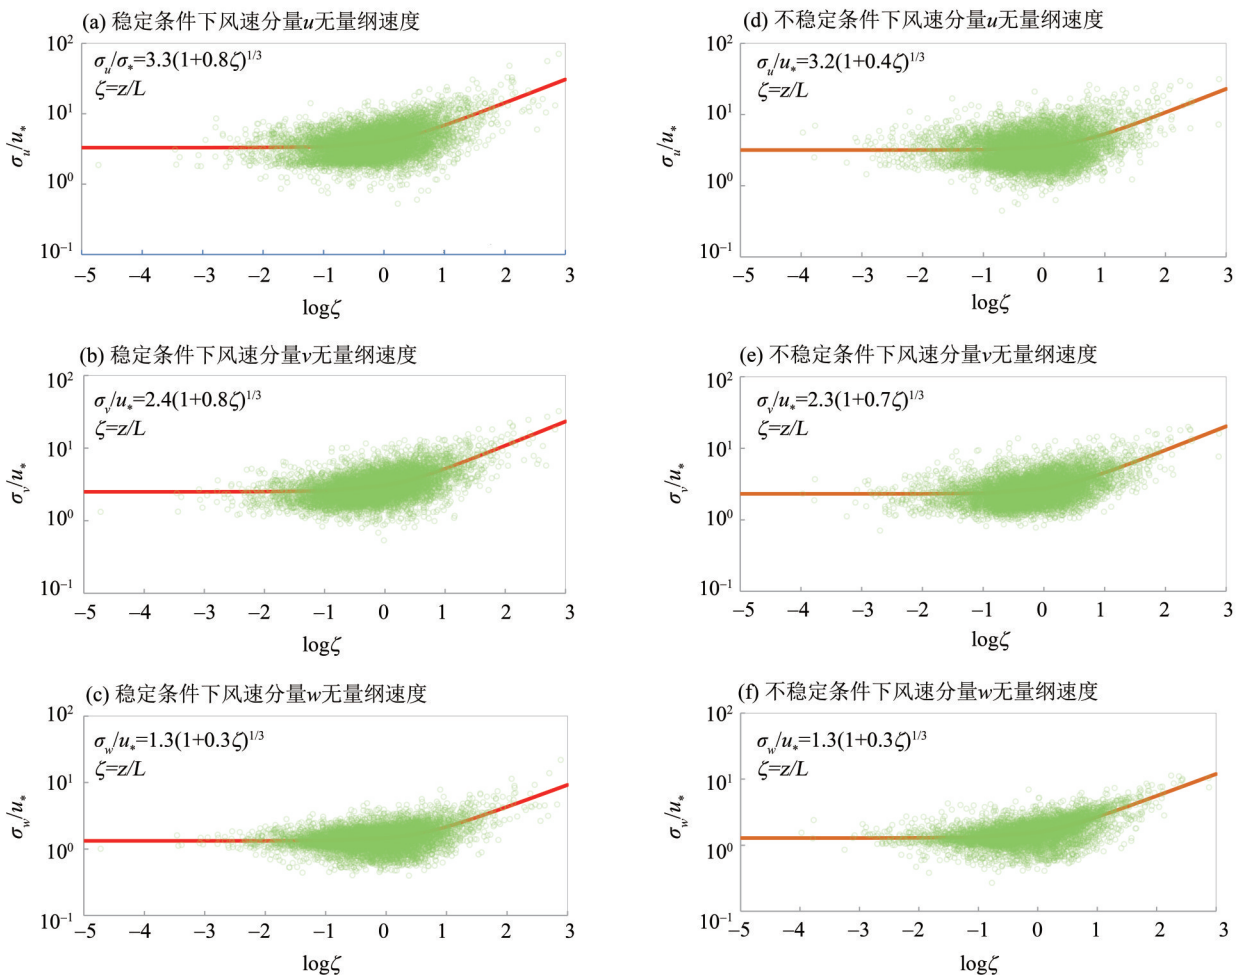 (a) 稳定条件下风速分量u无量纲速度
σu/σ*=3.3(1+0.8ζ)1/3
ζ=z/L
10²
10¹
10⁰
10⁻¹
σu/u*
–5 –4 –3 –2 –1 0 1 2 3
logζ
(d) 不稳定条件下风速分量u无量纲速度
σu/u*=3.2(1+0.4ζ)1/3
ζ=z/L
10²
10¹
10⁰
10⁻¹
σu/u*
–5 –4 –3 –2 –1 0 1 2 3
logζ
(b) 稳定条件下风速分量v无量纲速度
σv/u*=2.4(1+0.8ζ)1/3
ζ=z/L
10²
10¹
10⁰
10⁻¹
σv/u*
–5 –4 –3 –2 –1 0 1 2 3
logζ
(e) 不稳定条件下风速分量v无量纲速度
σv/u*=2.3(1+0.7ζ)1/3
ζ=z/L
10²
10¹
10⁰
10⁻¹
σv/u*
–5 –4 –3 –2 –1 0 1 2 3
logζ
(c) 稳定条件下风速分量w无量纲速度
σw/u*=1.3(1+0.3ζ)1/3
ζ=z/L
10²
10¹
10⁰
10⁻¹
σw/u*
–5 –4 –3 –2 –1 0 1 2 3
logζ
(f) 不稳定条件下风速分量w无量纲速度
σw/u*=1.3(1+0.3ζ)1/3
ζ=z/L
10²
10¹
10⁰
10⁻¹
σw/u*
–5 –4 –3 –2 –1 0 1 2 3
logζ